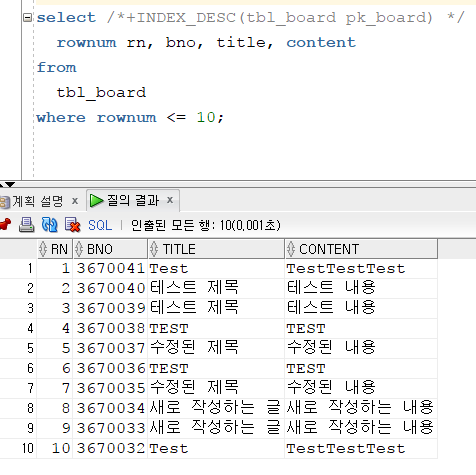 select /*+INDEX_DESC(tbl_board pk_board) */
rownum rn, bno, title, content
from
tbl_board
where rownum <= 10;
계획 설명 x 질의 결과 x
SQL | 인출된 모든 행: 10(0,001초)
RN BNO TITLE CONTENT
1 1 3670041 Test TestTestTest
2 2 3670040 테스트 제목 테스트 내용
3 3 3670039 테스트 제목 테스트 내용
4 4 3670038 TEST TEST
5 5 3670037 수정된 제목 수정된 내용
6 6 3670036 TEST TEST
7 7 3670035 수정된 제목 수정된 내용
8 8 3670034 새로 작성하는 글 새로 작성하는 내용
9 9 3670033 새로 작성하는 글 새로 작성하는 내용
10 10 3670032 Test TestTestTest